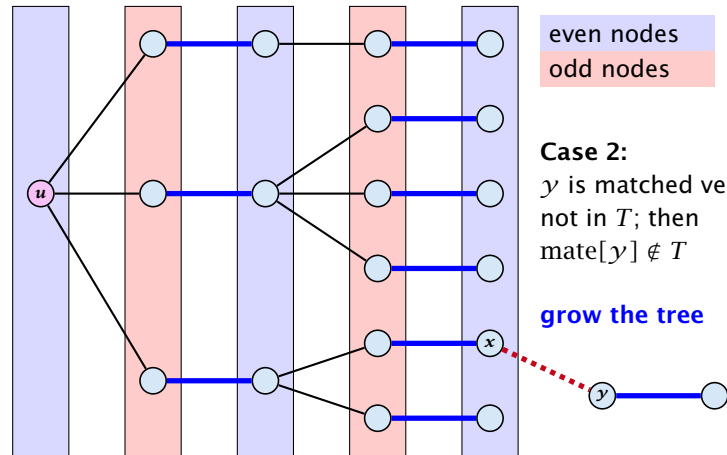 even nodes
odd nodes
Case 2:
y is matched ve
not in T; then
mate[y] ∉ T
grow the tree
u
x
y